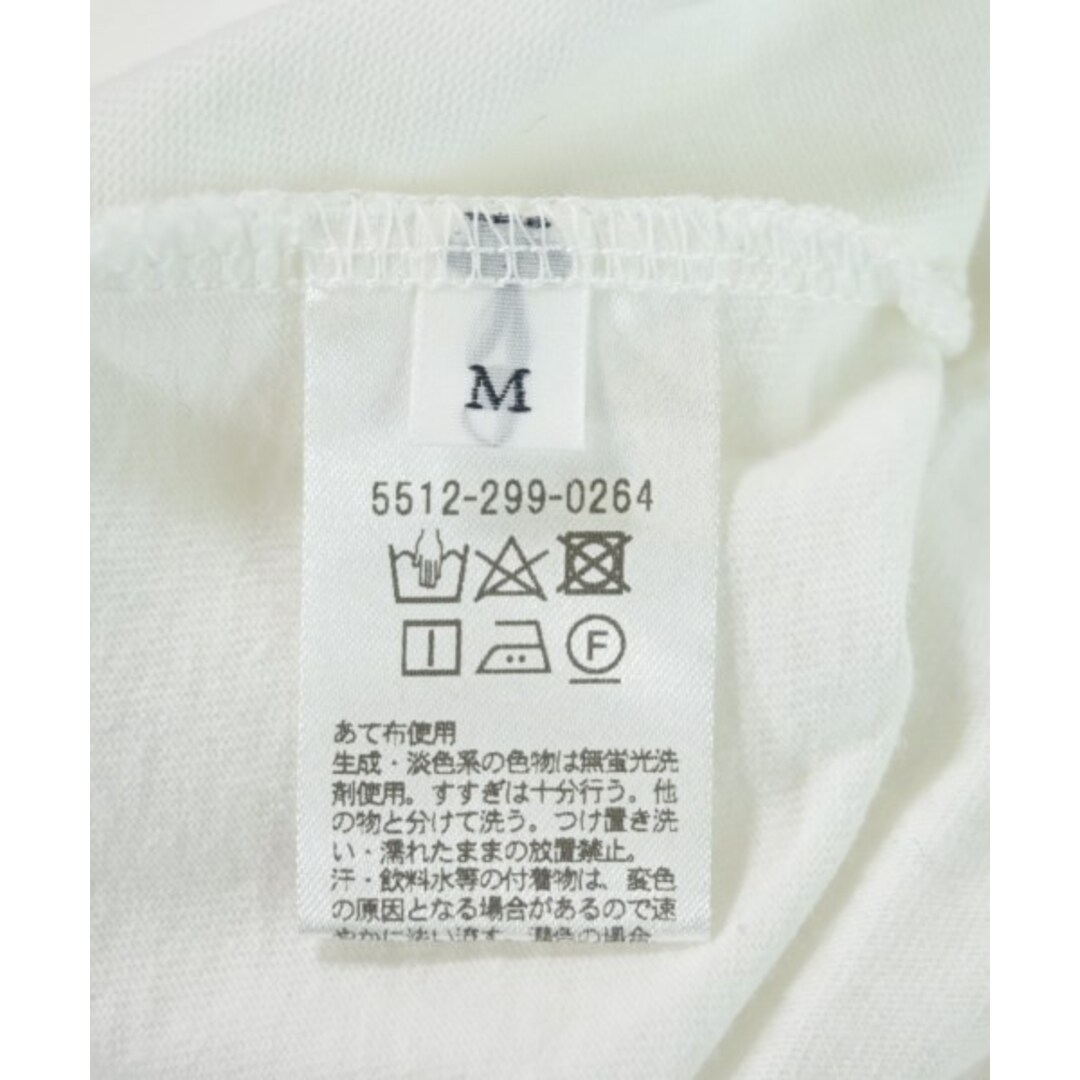 M
5512-299-0264
F
あて布使用
生成・淡色系の色物は無蛍光洗
剤使用。すすぎは十分行う。他
の物と分けて洗う。つけ置き洗
い・濡れたままの放置禁止。
汗・飲料水等の付着物は、変色
の原因となる場合があるので速